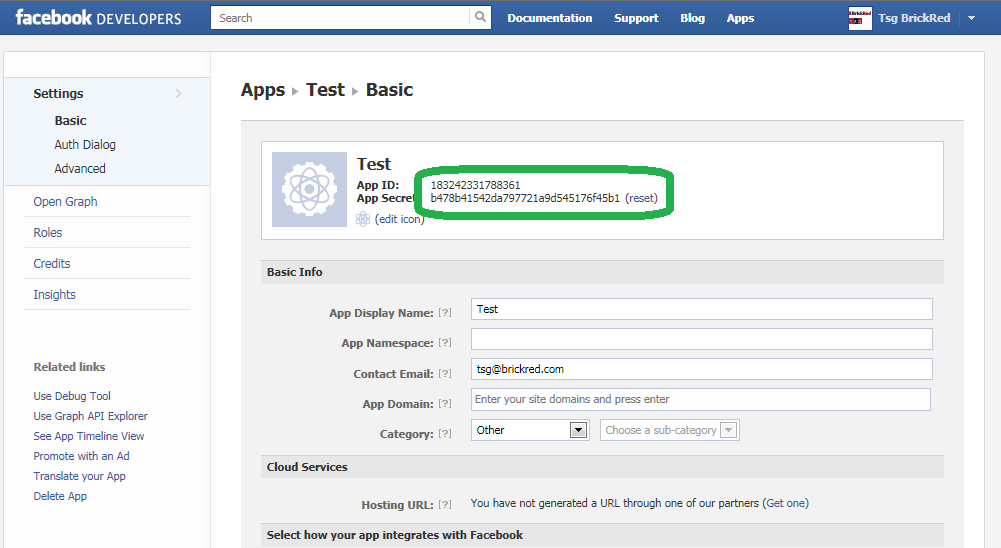 facebook DEVELOPERS Search Documentation Support Blog Apps Tsg BrickRed
Settings
Basic
Auth Dialog
Advanced
Open Graph
Roles
Credits
Insights
Related links
Use Debug Tool
Use Graph API Explorer
See App Timeline View
Promote with an Ad
Translate your App
Delete App
Apps Test Basic
Test
App ID: 183242331788361
App Secret b478b41542da797721a9d545176f45b1 (reset)
(edit icon)
Basic Info
App Display Name: [?] Test
App Namespace: [?]
Contact Email: [?] tsg@brickred.com
App Domain: [?] Enter your site domains and press enter
Category: [?] Other Choose a sub-category
Cloud Services
Hosting URL: [?] You have not generated a URL through one of our partners (Get one)
Select how your app integrates with Facebook